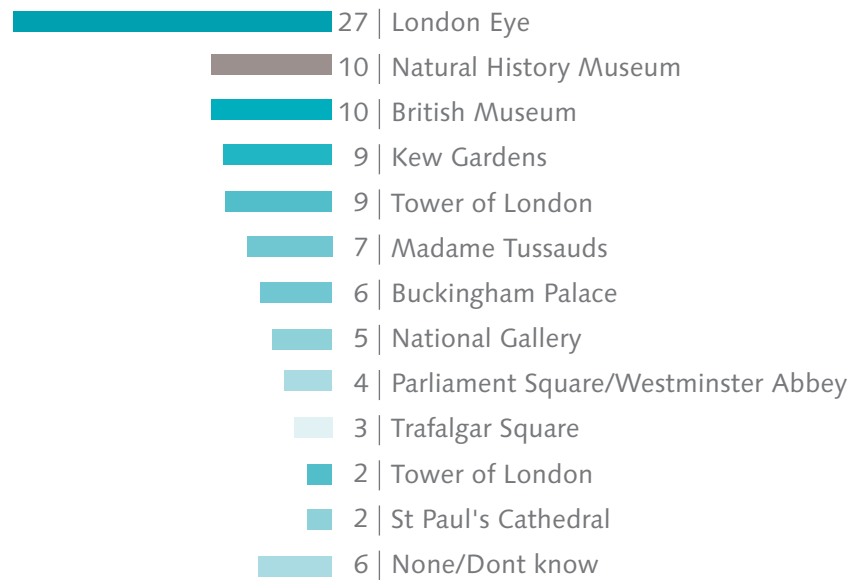 27 | London Eye
10 | Natural History Museum
10 | British Museum
9 | Kew Gardens
9 | Tower of London
7 | Madame Tussauds
6 | Buckingham Palace
5 | National Gallery
4 | Parliament Square/Westminster Abbey
3 | Trafalgar Square
2 | Tower of London
2 | St Paul's Cathedral
6 | None/Dont know